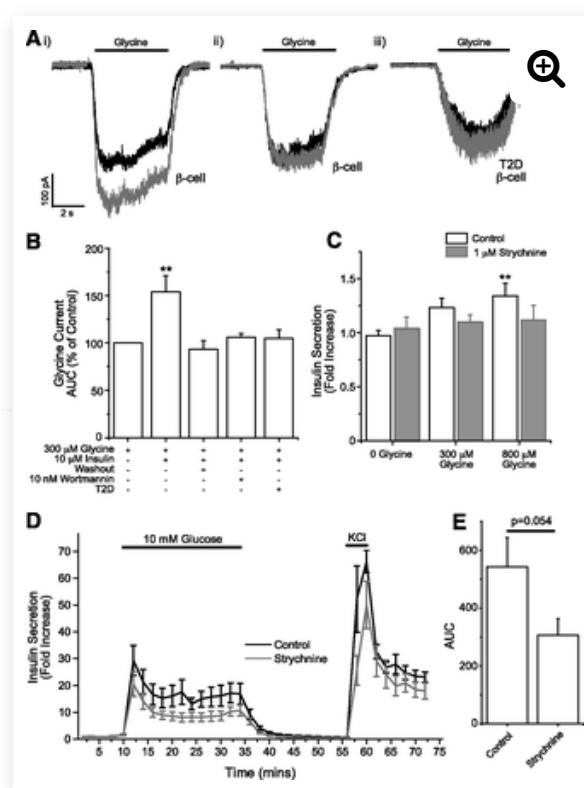 A i) Glycine ii) Glycine iii) Glycine
β-cell
β-cell
T2D
β-cell
100 pA
2 s
B
Glycine Current
AUC (% of Control)
200
150
100
50
0
**
300 μM Glycine + + + + +
10 μM Insulin - + + + +
Washout - - + - -
10 nM Wortmannin - - - + -
T2D - - - - +
C
Control
1 μM Strychnine
Insulin Secretion
(Fold Increase)
1.5
1.0
0.5
0
**
0 Glycine
300 μM
Glycine
800 μM
Glycine
D
Insulin Secretion
(Fold Increase)
70
60
50
40
30
20
10
0
10 mM Glucose
KCl
Control
Strychnine
5 10 15 20 25 30 35 40 45 50 55 60 65 70 75
Time (mins)
E
p=0.054
AUC
600
400
200
0
Control
Strychnine